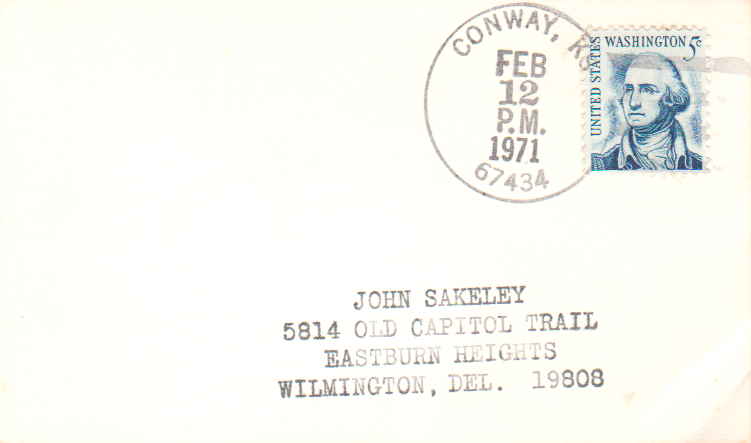 CONWAY, KS
FEB
12
P.M.
1971
67434
UNITED STATES
WASHINGTON 5c
JOHN SAKELEY
5814 OLD CAPITOL TRAIL
EASTBURN HEIGHTS
WILMINGTON, DEL. 19808